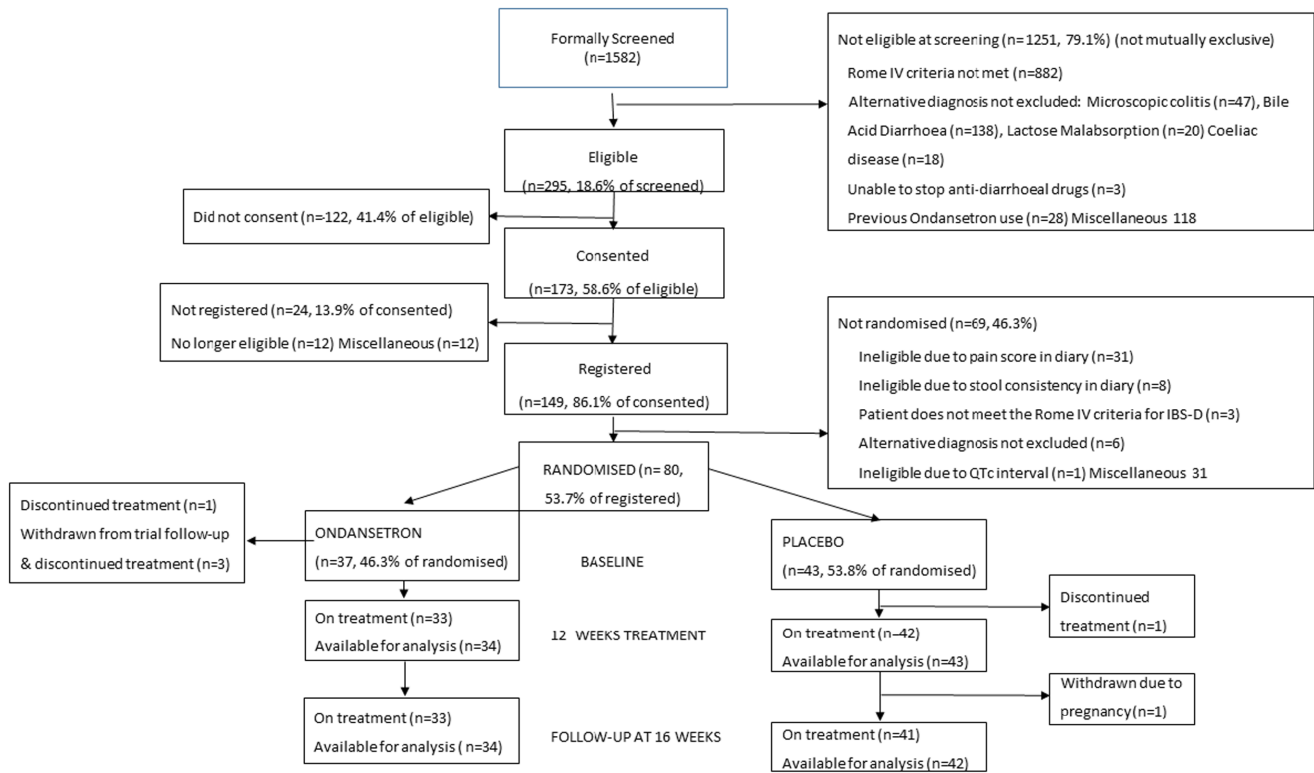 Formally Screened
(n=1582)
Not eligible at screening (n=1251, 79.1%) (not mutually exclusive)
Rome IV criteria not met (n=882)
Alternative diagnosis not excluded: Microscopic colitis (n=47), Bile
Acid Diarrhoea (n=138), Lactose Malabsorption (n=20) Coeliac
disease (n=18)
Unable to stop anti-diarrhoeal drugs (n=3)
Previous Ondansetron use (n=28) Miscellaneous 118
Eligible
(n=295, 18.6% of screened)
Did not consent (n=122, 41.4% of eligible)
Consented
(n=173, 58.6% of eligible)
Not registered (n=24, 13.9% of consented)
No longer eligible (n=12) Miscellaneous (n=12)
Registered
(n=149, 86.1% of consented)
Not randomised (n=69, 46.3%)
Ineligible due to pain score in diary (n=31)
Ineligible due to stool consistency in diary (n=8)
Patient does not meet the Rome IV criteria for IBS-D (n=3)
Alternative diagnosis not excluded (n=6)
Ineligible due to QTc interval (n=1) Miscellaneous 31
RANDOMISED (n= 80,
53.7% of registered)
Discontinued treatment (n=1)
Withdrawn from trial follow-up
& discontinued treatment (n=3)
ONDANSETRON
(n=37, 46.3% of randomised)
BASELINE
PLACEBO
(n=43, 53.8% of randomised)
Discontinued
treatment (n=1)
On treatment (n=33)
Available for analysis (n=34)
12 WEEKS TREATMENT
On treatment (n=42)
Available for analysis (n=43)
Withdrawn due to
pregnancy (n=1)
On treatment (n=33)
Available for analysis (n=34)
FOLLOW-UP AT 16 WEEKS
On treatment (n=41)
Available for analysis (n=42)